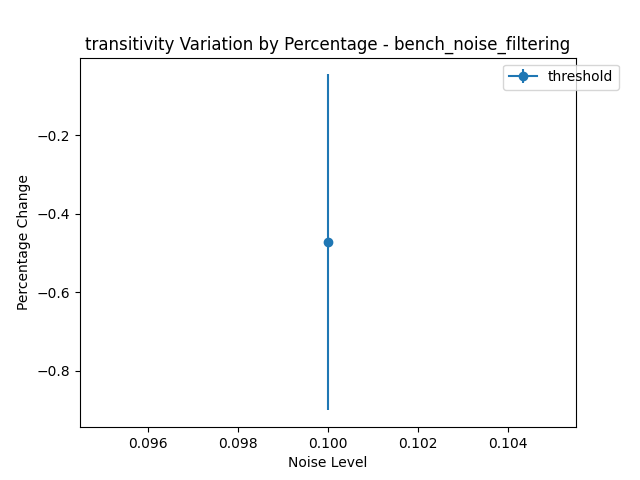 transitivity Variation by Percentage - bench_noise_filtering
threshold
−0.2
−0.4
−0.6
−0.8
Percentage Change
0.096
0.098
0.100
0.102
0.104
Noise Level